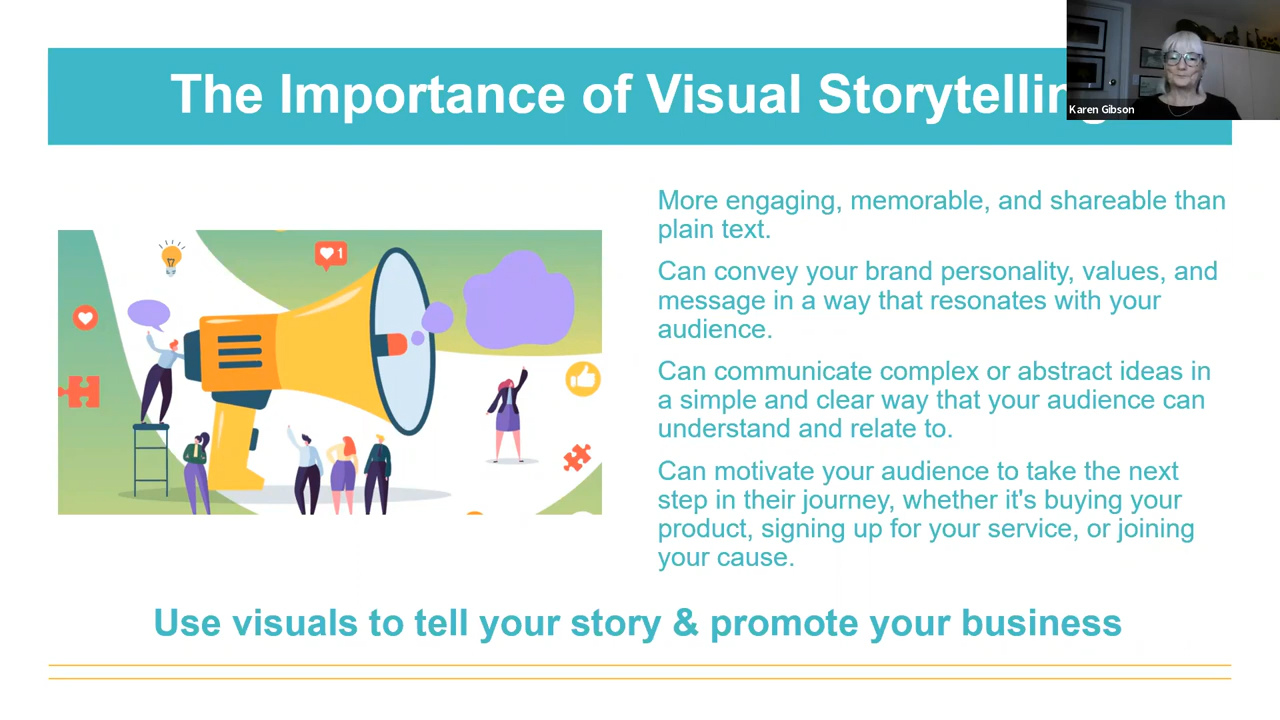 The Importance of Visual Storytelling
Karen Gibson
More engaging, memorable, and shareable than
plain text.
Can convey your brand personality, values, and
message in a way that resonates with your
audience.
Can communicate complex or abstract ideas in
a simple and clear way that your audience can
understand and relate to.
Can motivate your audience to take the next
step in their journey, whether it's buying your
product, signing up for your service, or joining
your cause.
1
Use visuals to tell your story & promote your business